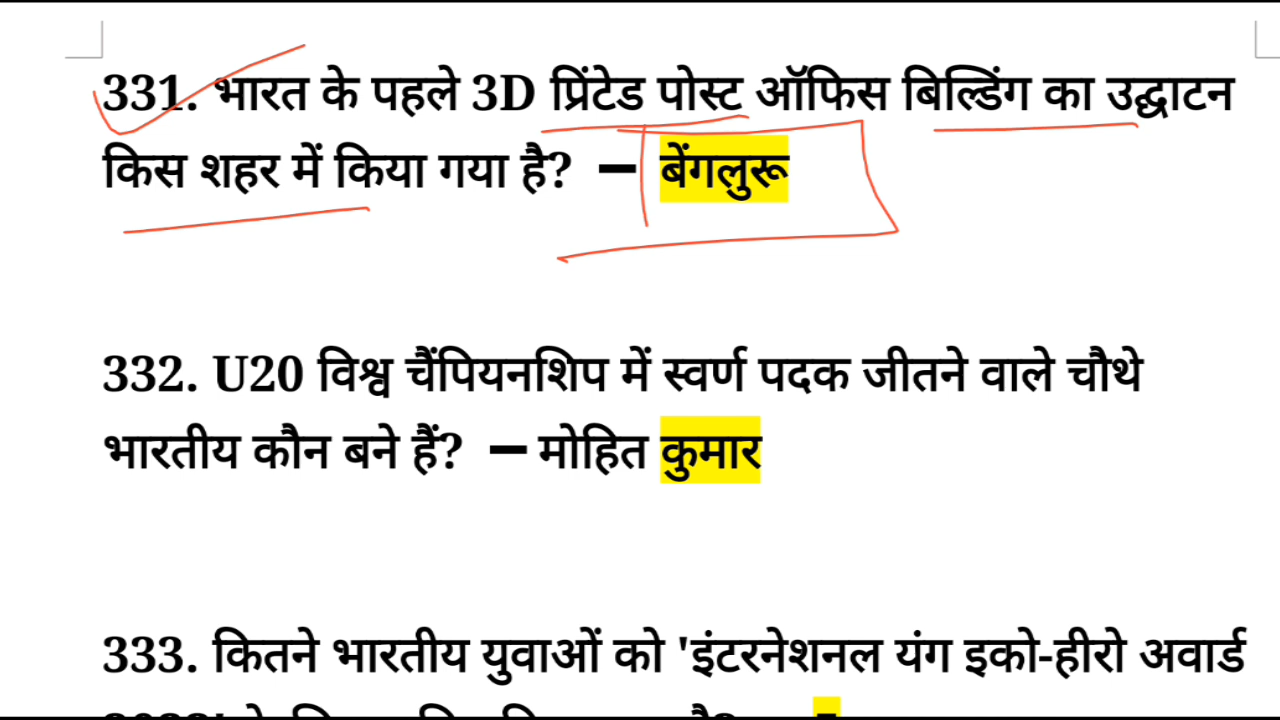 331. भारत के पहले 3D प्रिंटेड पोस्ट ऑफिस बिल्डिंग का उद्घाटन
किस शहर में किया गया है? – बेंगलुरू
332. U20 विश्व चैंपियनशिप में स्वर्ण पदक जीतने वाले चौथे
भारतीय कौन बने हैं? – मोहित कुमार
333. कितने भारतीय युवाओं को 'इंटरनेशनल यंग इको-हीरो अवार्ड